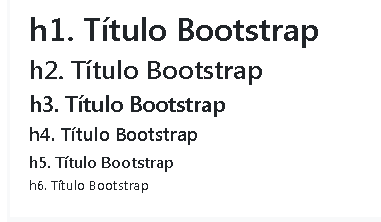 h1. Título Bootstrap
h2. Título Bootstrap
h3. Título Bootstrap
h4. Título Bootstrap
h5. Título Bootstrap
h6. Título Bootstrap